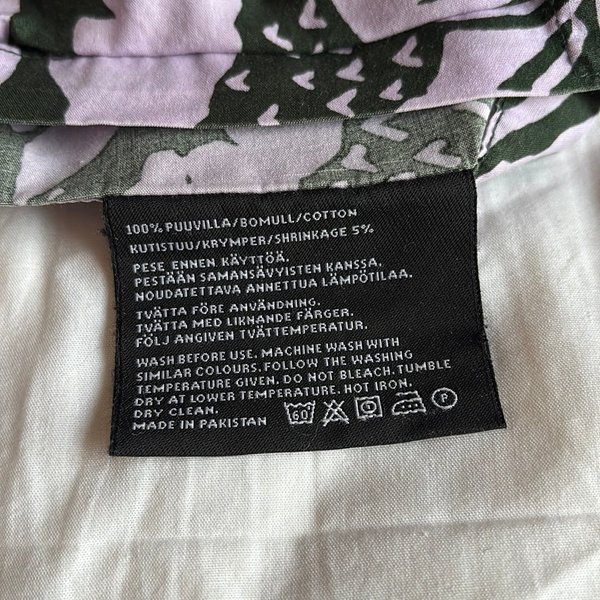 100% PUUVILLA/BOMULL/COTTON
KUTISTUU/KRYMPER/SHRINKAGE 5%
PESE ENNEN KÄYTTÖÄ.
PESTÄÄN SAMANSÄVYISTEN KANSSA.
NOUDATETTAVA ANNETTUA LÄMPÖTILAA.
TVÄTTA FÖRE ANVÄNDNING.
TVÄTTA MED LIKNANDE FÄRGER.
FÖLJ ANGIVEN TVÄTTEMPERATUR.
WASH BEFORE USE. MACHINE WASH WITH
SIMILAR COLOURS. FOLLOW THE WASHING
TEMPERATURE GIVEN. DO NOT BLEACH. TUMBLE
DRY AT LOWER TEMPERATURE. HOT IRON.
DRY CLEAN.
MADE IN PAKISTAN 60 P